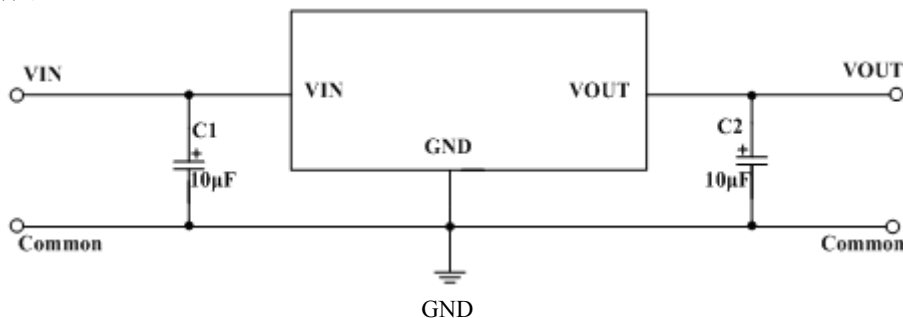 VIN
VOUT
VIN
VOUT
C1
+
10μF
GND
C2
+
10μF
Common
Common
GND